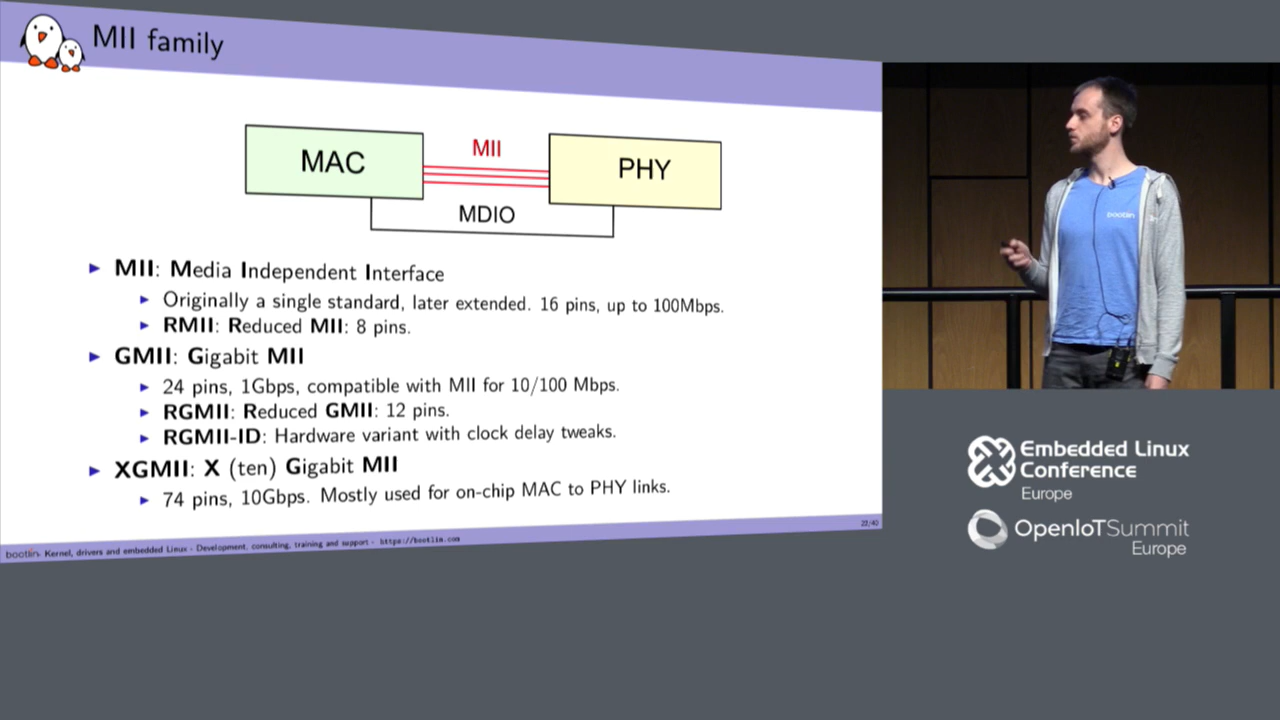 MII family
MAC
MII
PHY
MDIO
MII: Media Independent Interface
Originally a single standard, later extended. 16 pins, up to 100Mbps.
RMII: Reduced MII: 8 pins.
GMII: Gigabit MII
24 pins, 1Gbps, compatible with MII for 10/100 Mbps.
RGMII: Reduced GMII: 12 pins.
RGMII-ID: Hardware variant with clock delay tweaks.
XGMII: X (ten) Gigabit MII
74 pins, 10Gbps. Mostly used for on-chip MAC to PHY links.
bootlin - Kernel, drivers and embedded Linux - Development, consulting, training and support - https://bootlin.com
22/40
bootlin
Embedded Linux
Conference
Europe
OpenIoTSummit
Europe